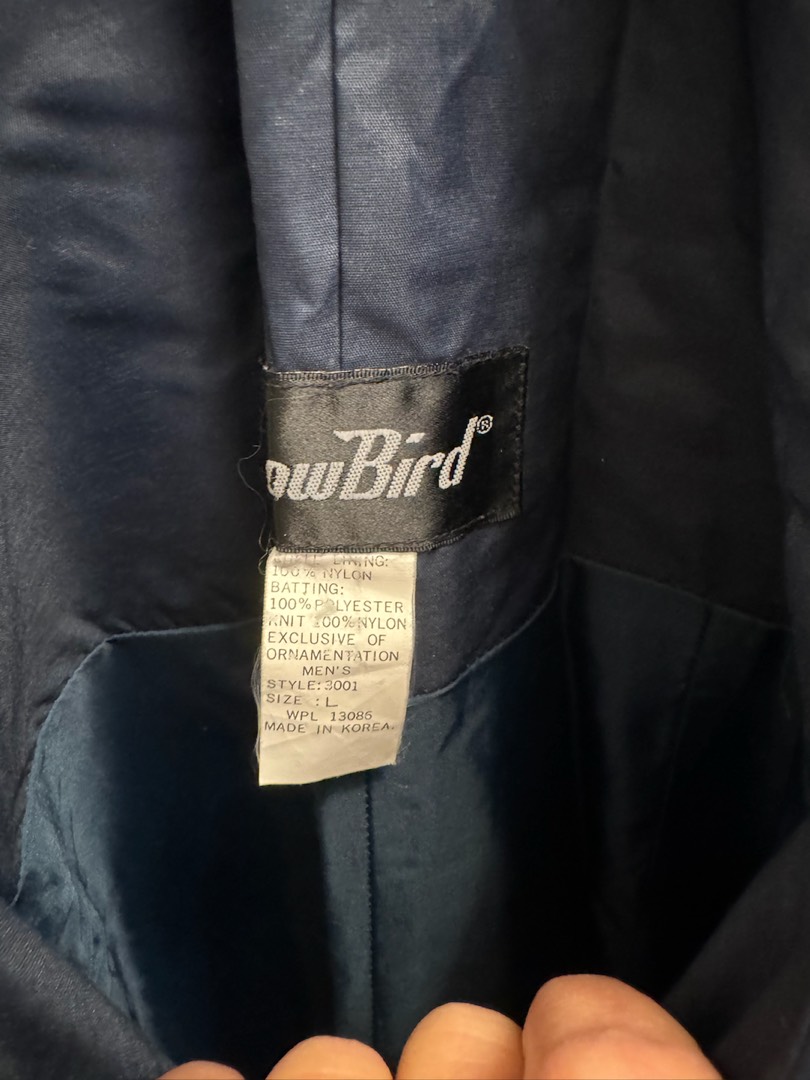 owBird®
LINING:
100% NYLON
BATTING:
100% POLYESTER
KNIT 100% NYLON
EXCLUSIVE OF
ORNAMENTATION
MEN'S
STYLE: 3001
SIZE : L
WPL 13086
MADE IN KOREA.